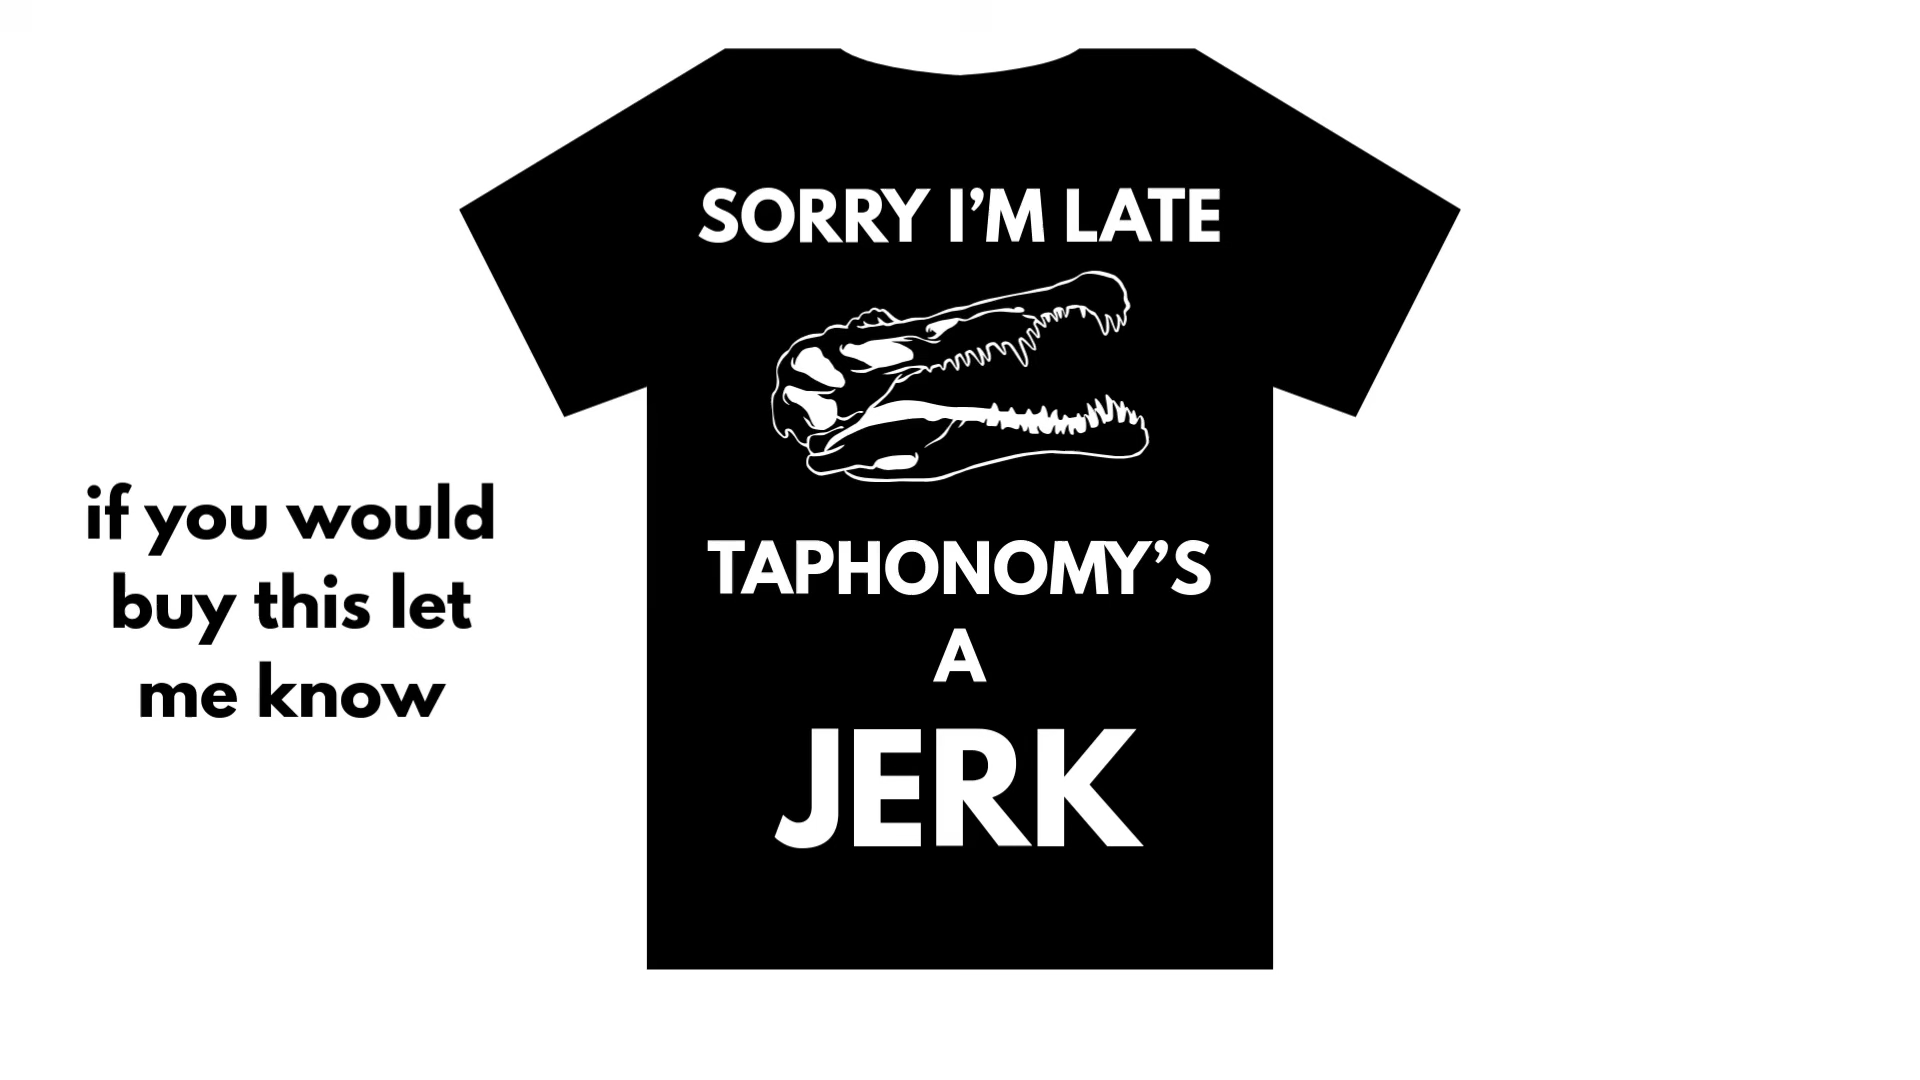 SORRY I’M LATE
TAPHONOMY’S
A
JERK
if you would
buy this let
me know